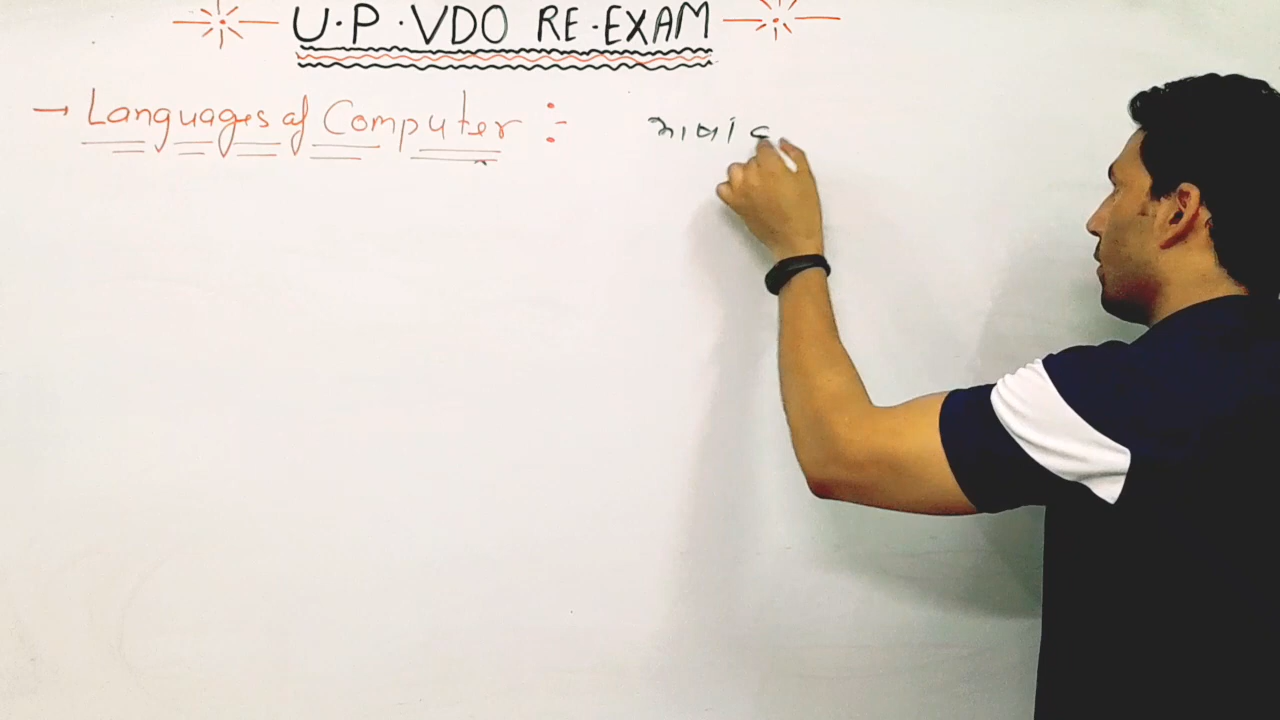 U.P.VDO RE-EXAM
→ Languages of Computer :-